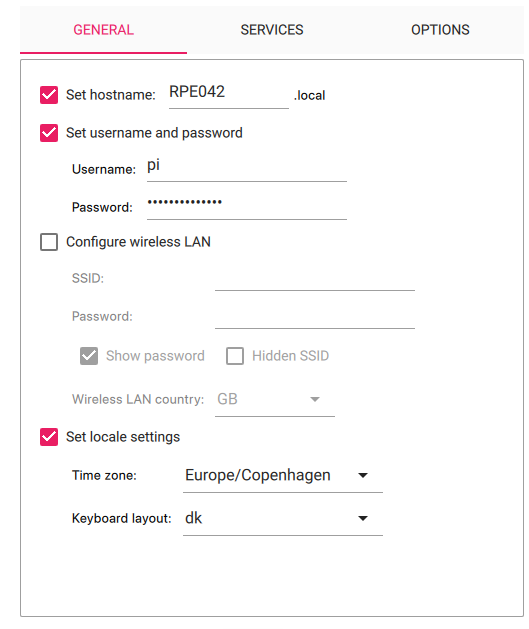 GENERAL SERVICES OPTIONS
Set hostname: RPE042 .local
Set username and password
Username: pi
Password: ••••••••••••••
Configure wireless LAN
SSID:
Password:
Show password Hidden SSID
Wireless LAN country: GB
Set locale settings
Time zone: Europe/Copenhagen
Keyboard layout: dk